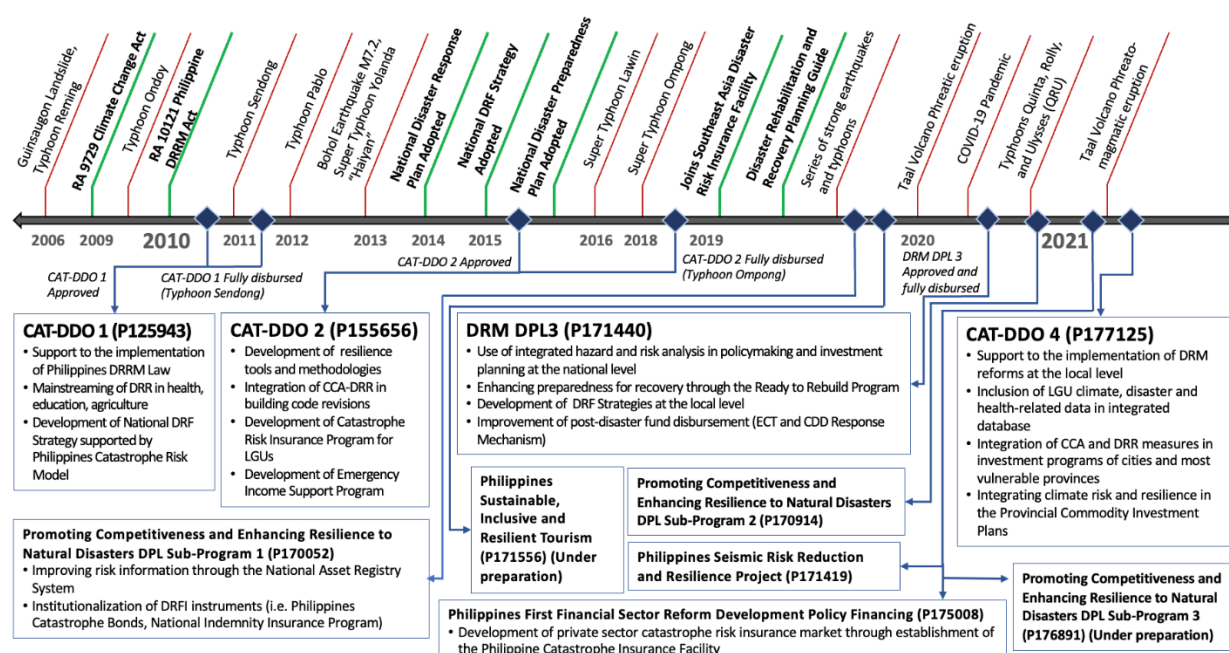 Guinsaugon Landslide,
Typhoon Reming
RA 9729 Climate Change Act
Typhoon Ondoy
RA 10121 Philippine
DRRM Act
Typhoon Sendong
Typhoon Pablo
Bohol Earthquake M7.2,
Super Typhoon Yolanda
“Haiyan”
National Disaster Response
Plan Adopted
National DRF Strategy
Adopted
National Disaster Preparedness
Plan Adopted
Super Typhoon Lawin
Super Typhoon Ompong
Joins Southeast Asia Disaster
Risk Insurance Facility
Disaster Rehabilitation and
Recovery Planning Guide
Series of strong earthquakes
and typhoons
Taal Volcano Phreatic eruption
COVID-19 Pandemic
Typhoons Quinta, Rolly,
and Ulysses (QRU)
Taal Volcano Phreato-
magmatic eruption
2006
2009
2010
2011
2012
2013
2014
2015
2016
2018
2019
2020
2021
CAT-DDO 1
Approved
CAT-DDO 1 Fully disbursed
(Typhoon Sendong)
CAT-DDO 2 Approved
CAT-DDO 2 Fully disbursed
(Typhoon Ompong)
DRM DPL 3
Approved and
fully disbursed
CAT-DDO 1 (P125943)
• Support to the implementation
of Philippines DRRM Law
• Mainstreaming of DRR in health,
education, agriculture
• Development of National DRF
Strategy supported by
Philippines Catastrophe Risk
Model
CAT-DDO 2 (P155656)
• Development of resilience
tools and methodologies
• Integration of CCA-DRR in
building code revisions
• Development of Catastrophe
Risk Insurance Program for
LGUs
• Development of Emergency
Income Support Program
DRM DPL3 (P171440)
• Use of integrated hazard and risk analysis in policymaking and investment
planning at the national level
• Enhancing preparedness for recovery through the Ready to Rebuild Program
• Development of DRF Strategies at the local level
• Improvement of post-disaster fund disbursement (ECT and CDD Response
Mechanism)
CAT-DDO 4 (P177125)
• Support to the implementation of DRM
reforms at the local level
• Inclusion of LGU climate, disaster and
health-related data in integrated
database
• Integration of CCA and DRR measures in
investment programs of cities and most
vulnerable provinces
• Integrating climate risk and resilience in
the Provincial Commodity Investment
Plans
Promoting Competitiveness and Enhancing Resilience to
Natural Disasters DPL Sub-Program 1 (P170052)
• Improving risk information through the National Asset Registry
System
• Institutionalization of DRFI instruments (i.e. Philippines
Catastrophe Bonds, National Indemnity Insurance Program)
Philippines
Sustainable,
Inclusive and
Resilient Tourism
(P171556) (Under
preparation)
Promoting Competitiveness and
Enhancing Resilience to Natural Disasters
DPL Sub-Program 2 (P170914)
Philippines Seismic Risk Reduction
and Resilience Project (P171419)
Philippines First Financial Sector Reform Development Policy Financing (P175008)
• Development of private sector catastrophe risk insurance market through establishment of
the Philippine Catastrophe Insurance Facility
Promoting Competitiveness and
Enhancing Resilience to Natural
Disasters DPL Sub-Program 3
(P176891) (Under preparation)